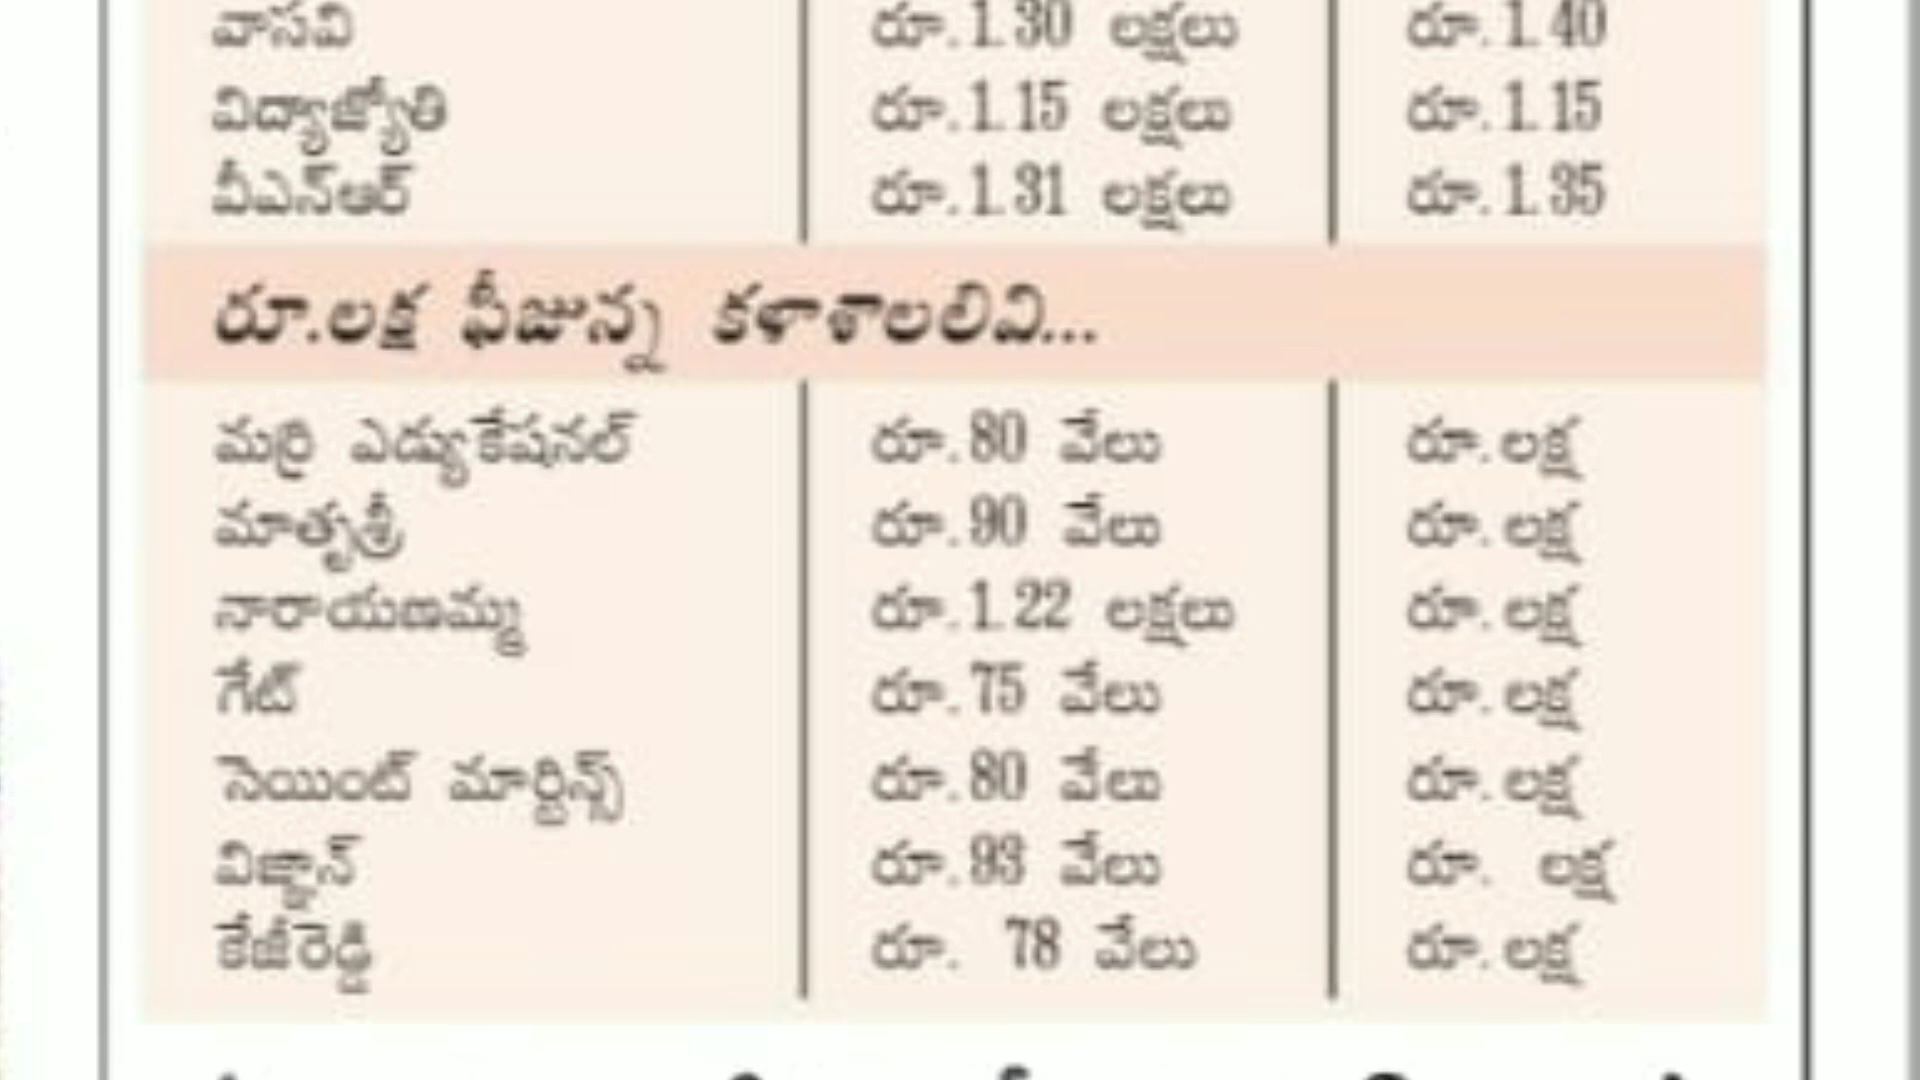 వాసవి రూ.1.30 లక్షలు రూ.1.40
విద్యాజ్యోతి రూ.1.15 లక్షలు రూ.1.15
వీఎన్ఆర్ రూ.1.31 లక్షలు రూ.1.35
రూ.లక్ష ఫీజున్న కళాశాలలివి...
మర్రి ఎడ్యుకేషనల్ రూ.80 వేలు రూ.లక్ష
మాతృశ్రీ రూ.90 వేలు రూ.లక్ష
నారాయణమ్మ రూ.1.22 లక్షలు రూ.లక్ష
గేట్ రూ.75 వేలు రూ.లక్ష
సెయింట్ మార్టిన్స్ రూ.80 వేలు రూ.లక్ష
విజ్ఞాన్ రూ.93 వేలు రూ. లక్ష
కేజీరెడ్డి రూ. 78 వేలు రూ.లక్ష